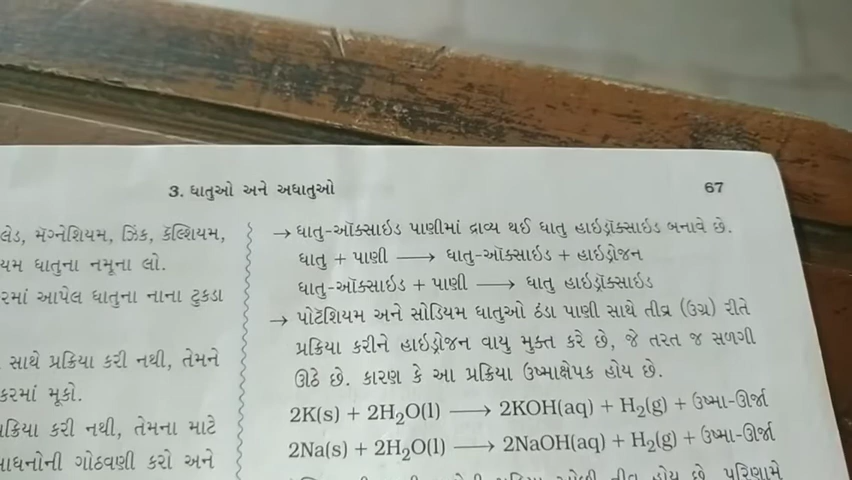 3. ધાતુઓ અને અધાતુઓ
67
લેડ, મૅગ્નેશિયમ, ઝિંક, કૅલ્શિયમ,
યમ ધાતુના નમૂના લો.
રમાં આપેલ ધાતુના નાના ટુકડા
સાથે પ્રક્રિયા કરી નથી, તેમને
કરમાં મૂકો.
પ્રક્રિયા કરી નથી, તેમના માટે
સાધનોની ગોઠવણી કરો અને
→ ધાતુ-ઑક્સાઇડ પાણીમાં દ્રાવ્ય થઈ ધાતુ હાઇડ્રૉક્સાઇડ બનાવે છે.
ધાતુ + પાણી ⟶ ધાતુ-ઑક્સાઇડ + હાઇડ્રોજન
ધાતુ-ઑક્સાઇડ + પાણી ⟶ ધાતુ હાઇડ્રૉક્સાઇડ
→ પોટૅશિયમ અને સોડિયમ ધાતુઓ ઠંડા પાણી સાથે તીવ્ર (ઉગ્ર) રીતે
પ્રક્રિયા કરીને હાઇડ્રોજન વાયુ મુક્ત કરે છે, જે તરત જ સળગી
ઊઠે છે. કારણ કે આ પ્રક્રિયા ઉષ્માક્ષેપક હોય છે.
2K(s) + 2H₂O(l) ⟶ 2KOH(aq) + H₂(g) + ઉષ્મા-ઊર્જા
2Na(s) + 2H₂O(l) ⟶ 2NaOH(aq) + H₂(g) + ઉષ્મા-ઊર્જા
હોય છે. પરિણામે